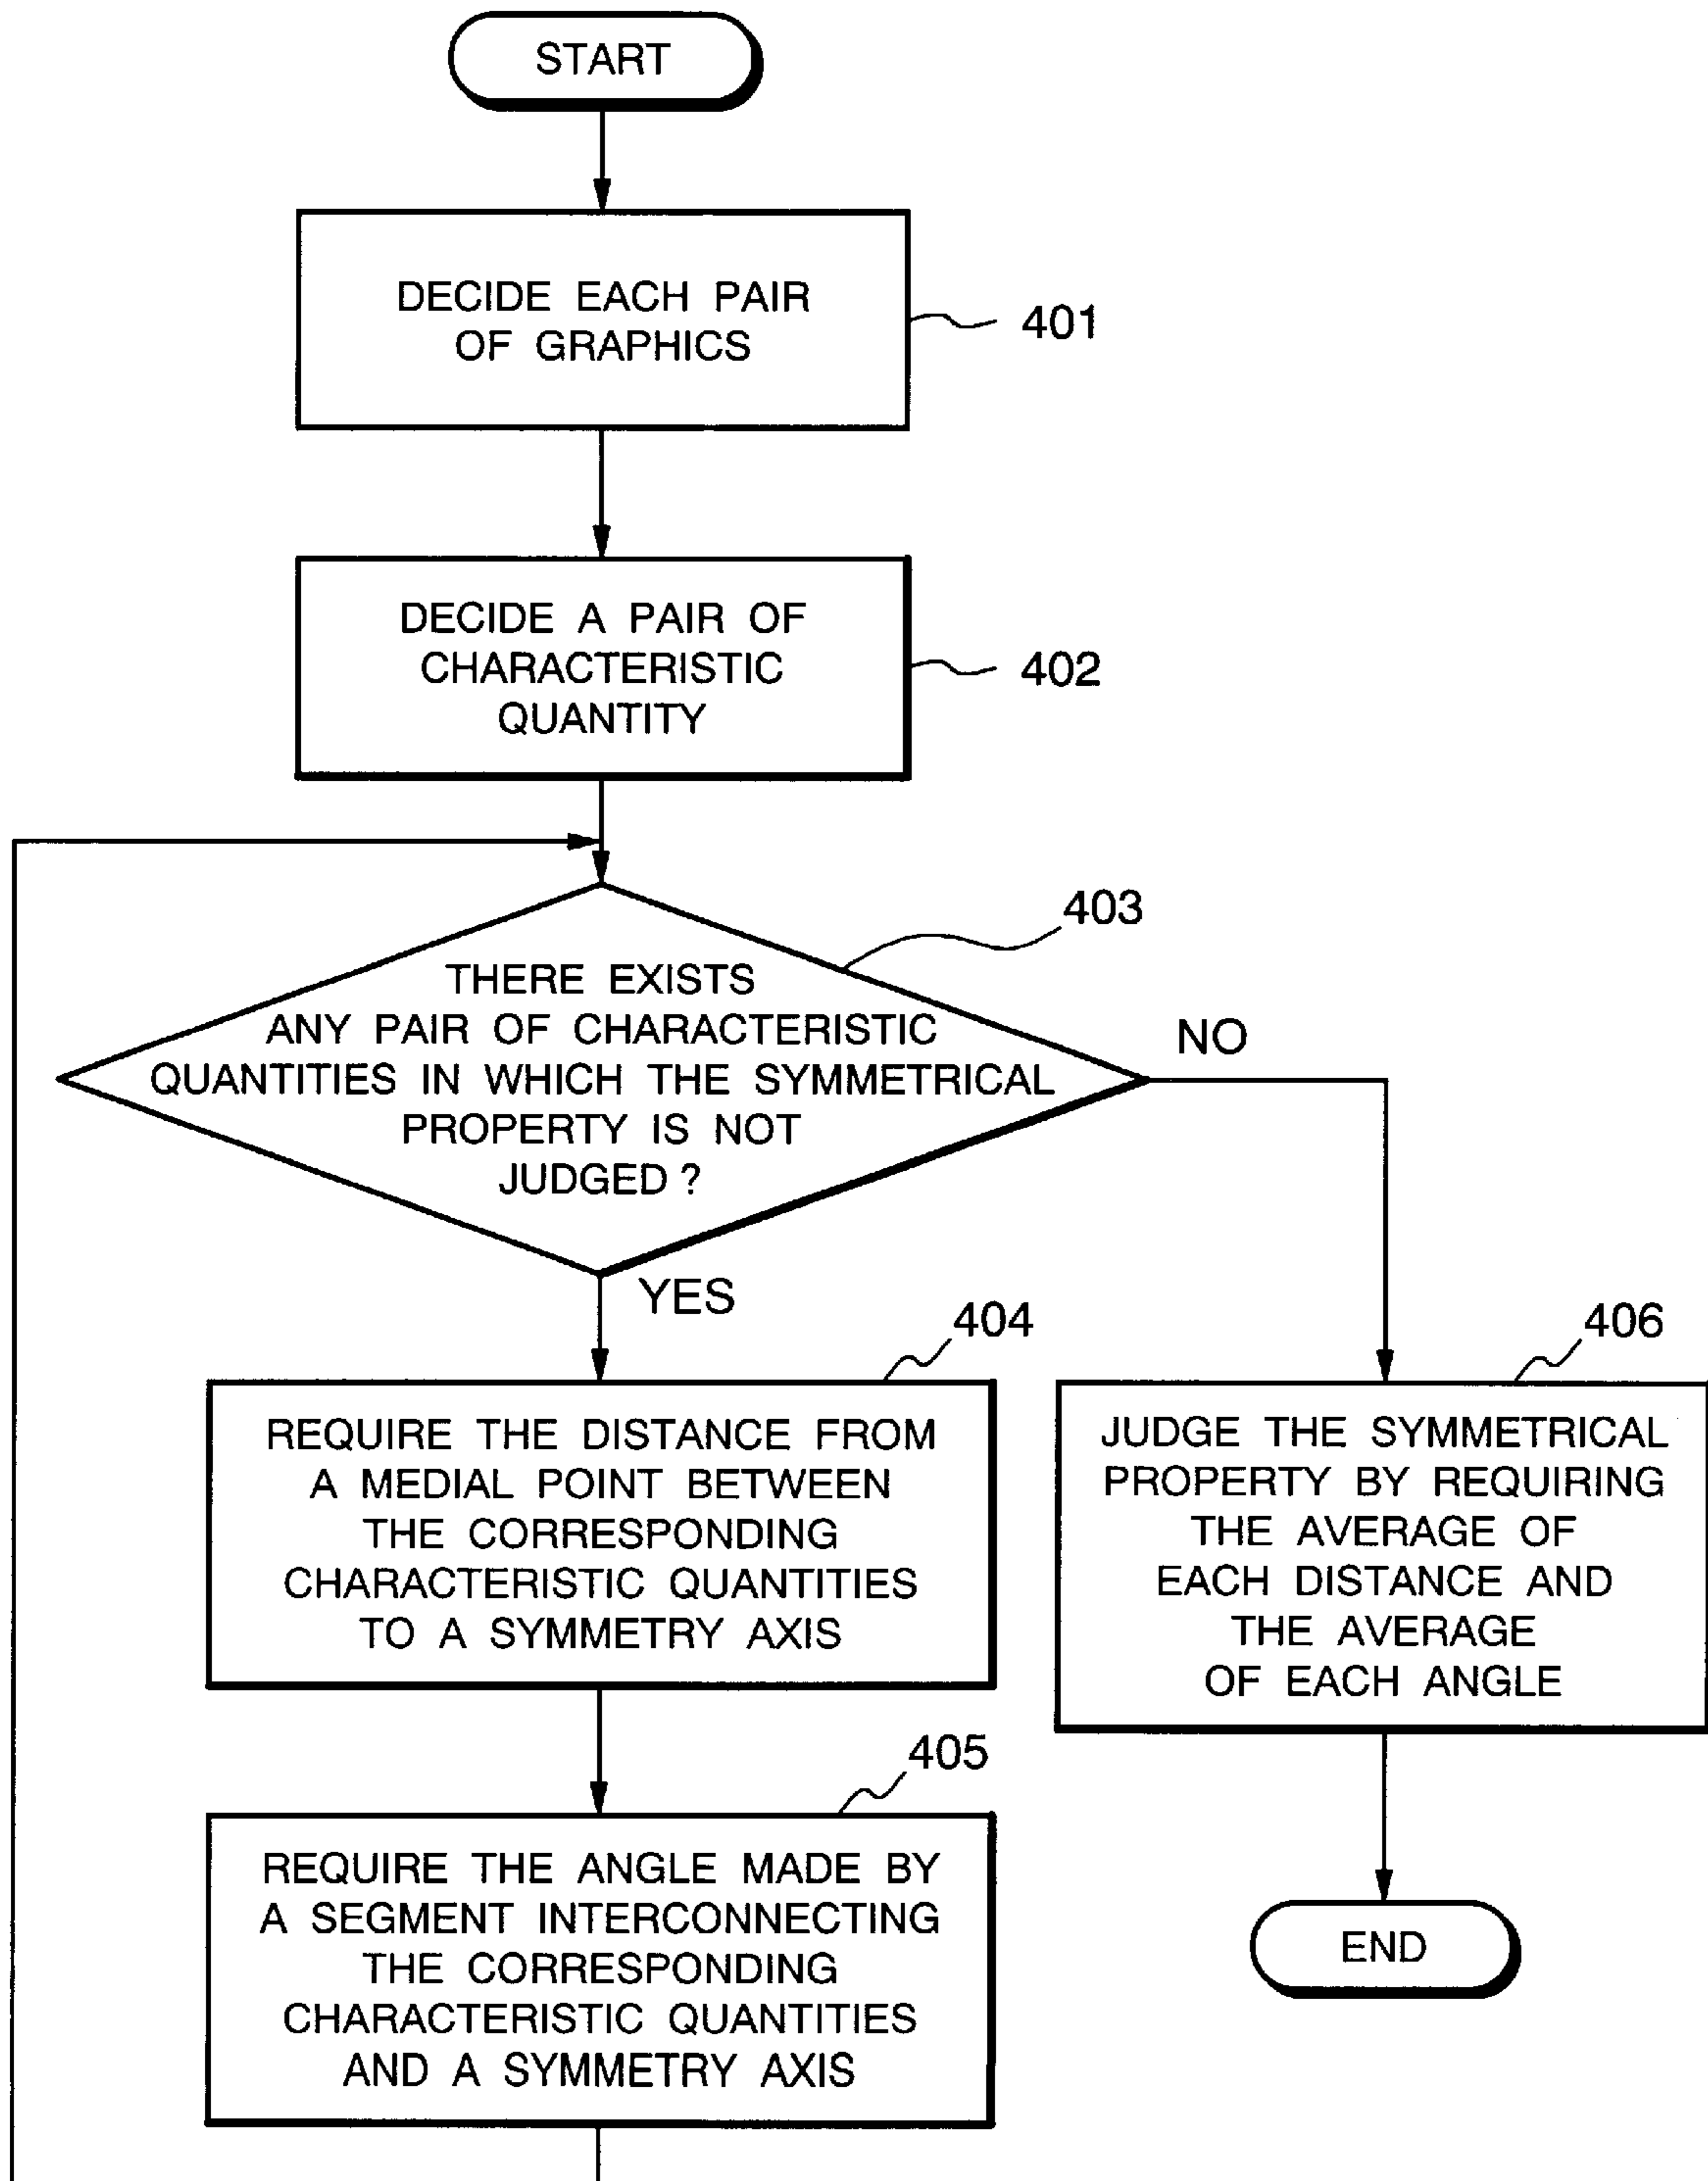 START
DECIDE EACH PAIR
OF GRAPHICS
401
DECIDE A PAIR OF
CHARACTERISTIC
QUANTITY
402
403
THERE EXISTS
ANY PAIR OF CHARACTERISTIC
QUANTITIES IN WHICH THE SYMMETRICAL
PROPERTY IS NOT
JUDGED ?
NO
YES
404
REQUIRE THE DISTANCE FROM
A MEDIAL POINT BETWEEN
THE CORRESPONDING
CHARACTERISTIC QUANTITIES
TO A SYMMETRY AXIS
406
JUDGE THE SYMMETRICAL
PROPERTY BY REQUIRING
THE AVERAGE OF
EACH DISTANCE AND
THE AVERAGE
OF EACH ANGLE
405
REQUIRE THE ANGLE MADE BY
A SEGMENT INTERCONNECTING
THE CORRESPONDING
CHARACTERISTIC QUANTITIES
AND A SYMMETRY AXIS
END